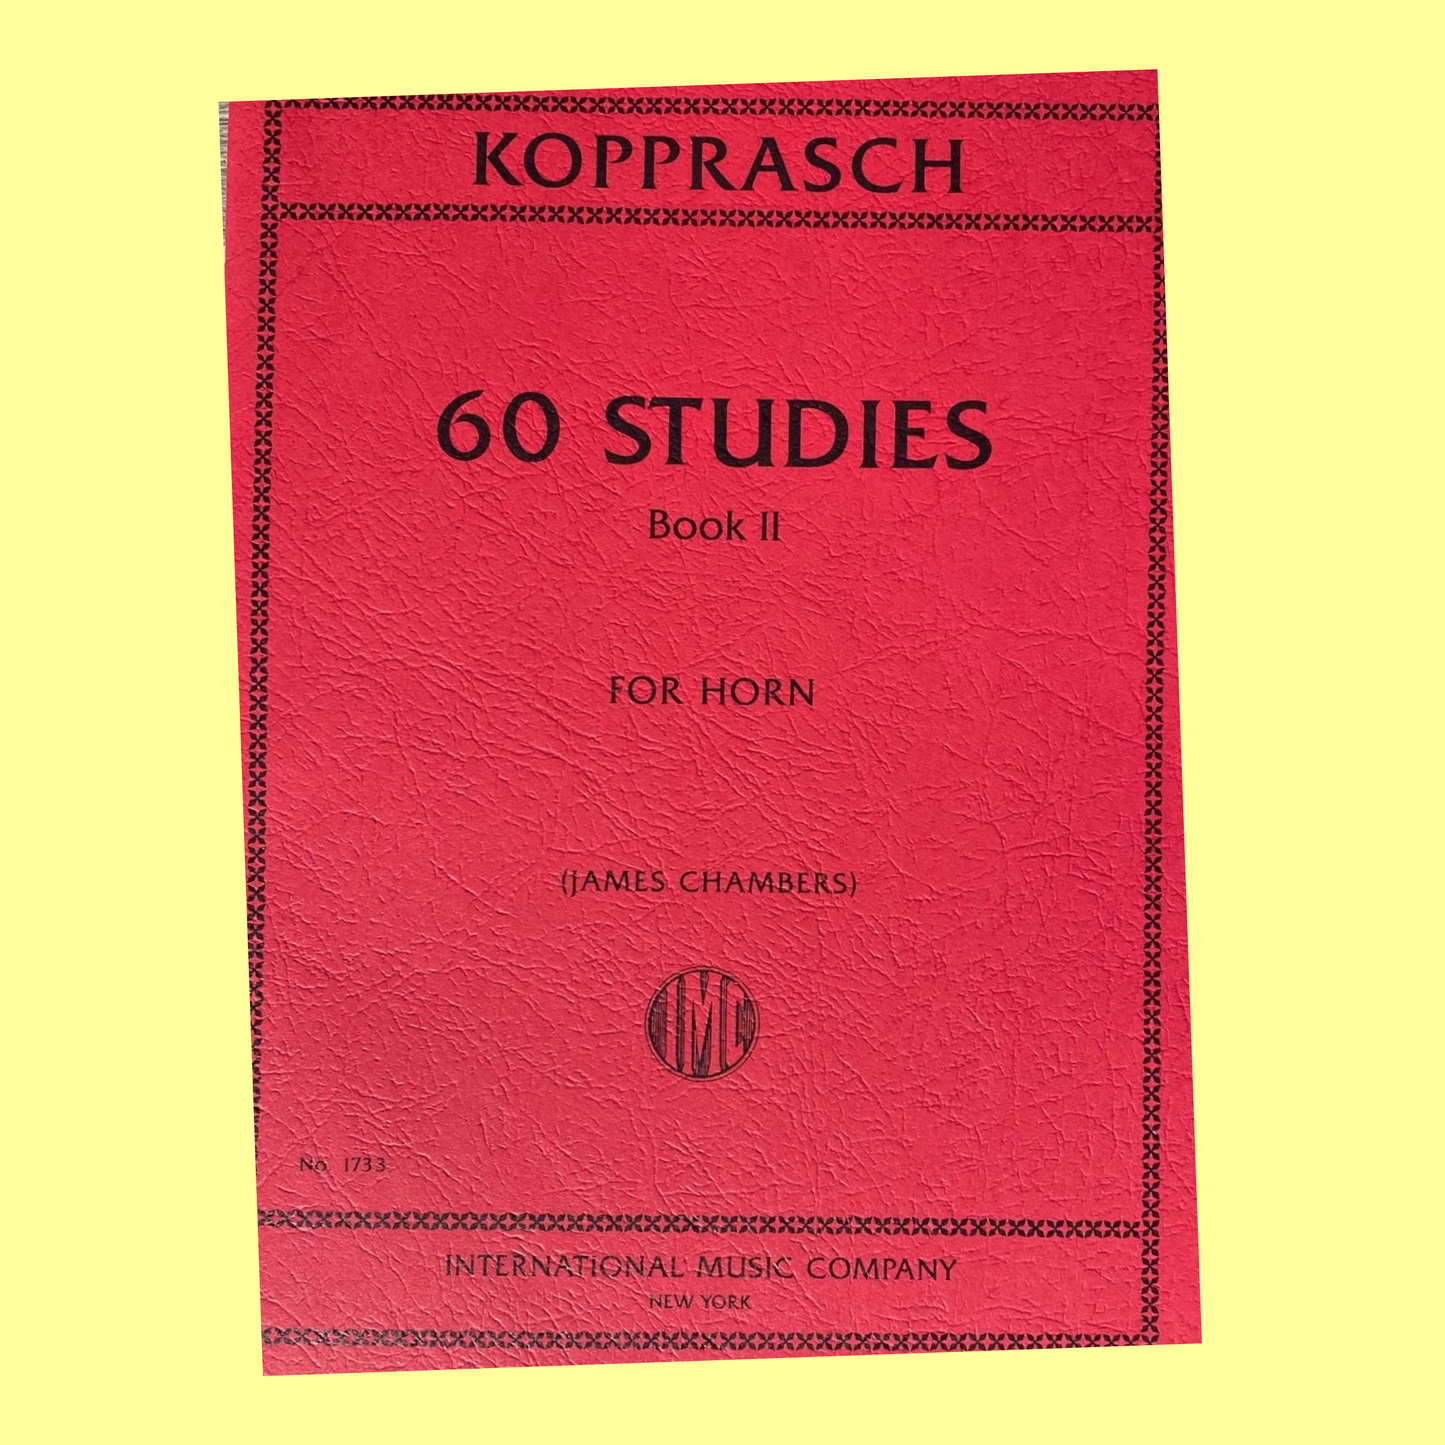 KOPPRASCH
60 STUDIES
Book II
FOR HORN
(JAMES CHAMBERS)
IMC
No. 1733
INTERNATIONAL MUSIC COMPANY
NEW YORK